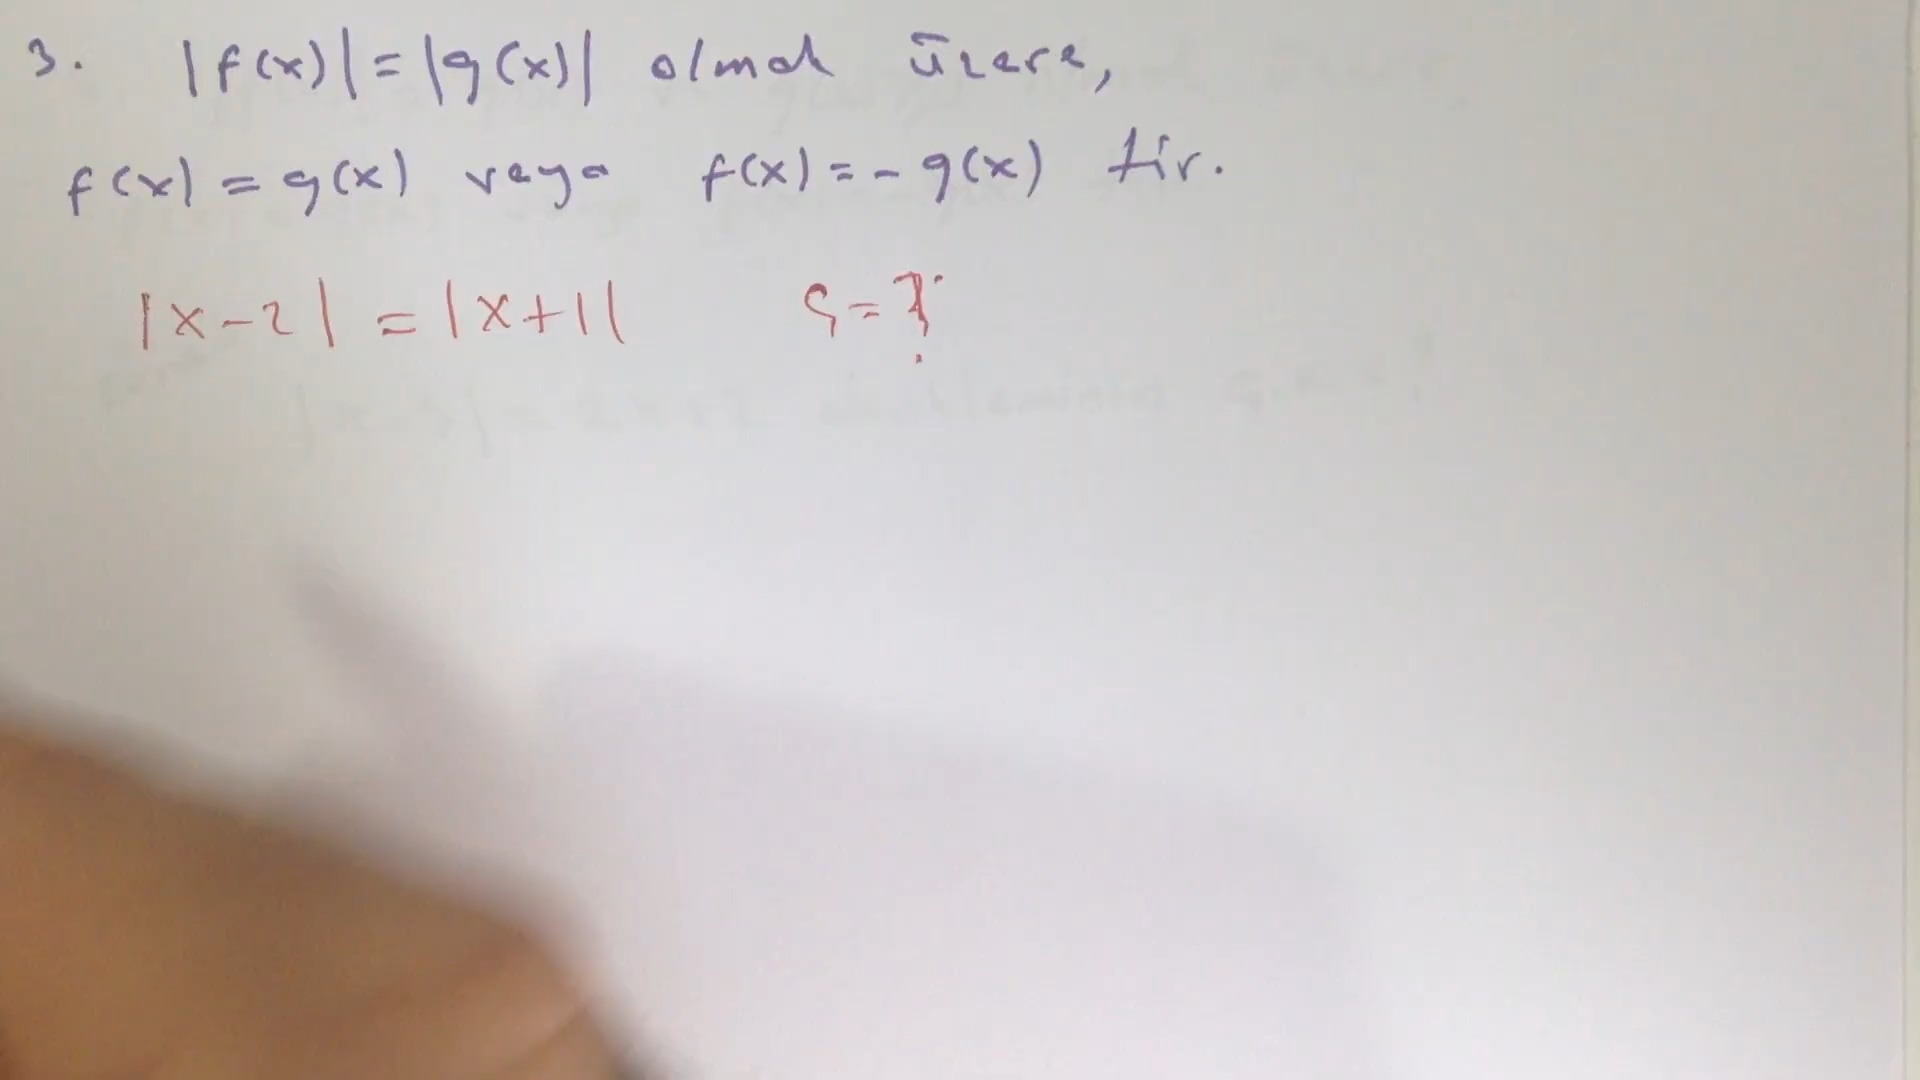 3. |f(x)|=|g(x)| olmak üzere,
f(x) = g(x) veya f(x) = -g(x) tir.
|x-2| = |x+1| Ç=?